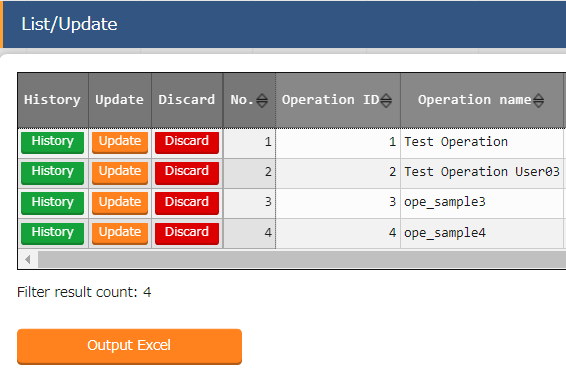 List/Update
History Update Discard No. Operation ID Operation name
History Update Discard 1 1 Test Operation
History Update Discard 2 2 Test Operation User03
History Update Discard 3 3 ope_sample3
History Update Discard 4 4 ope_sample4
Filter result count: 4
Output Excel